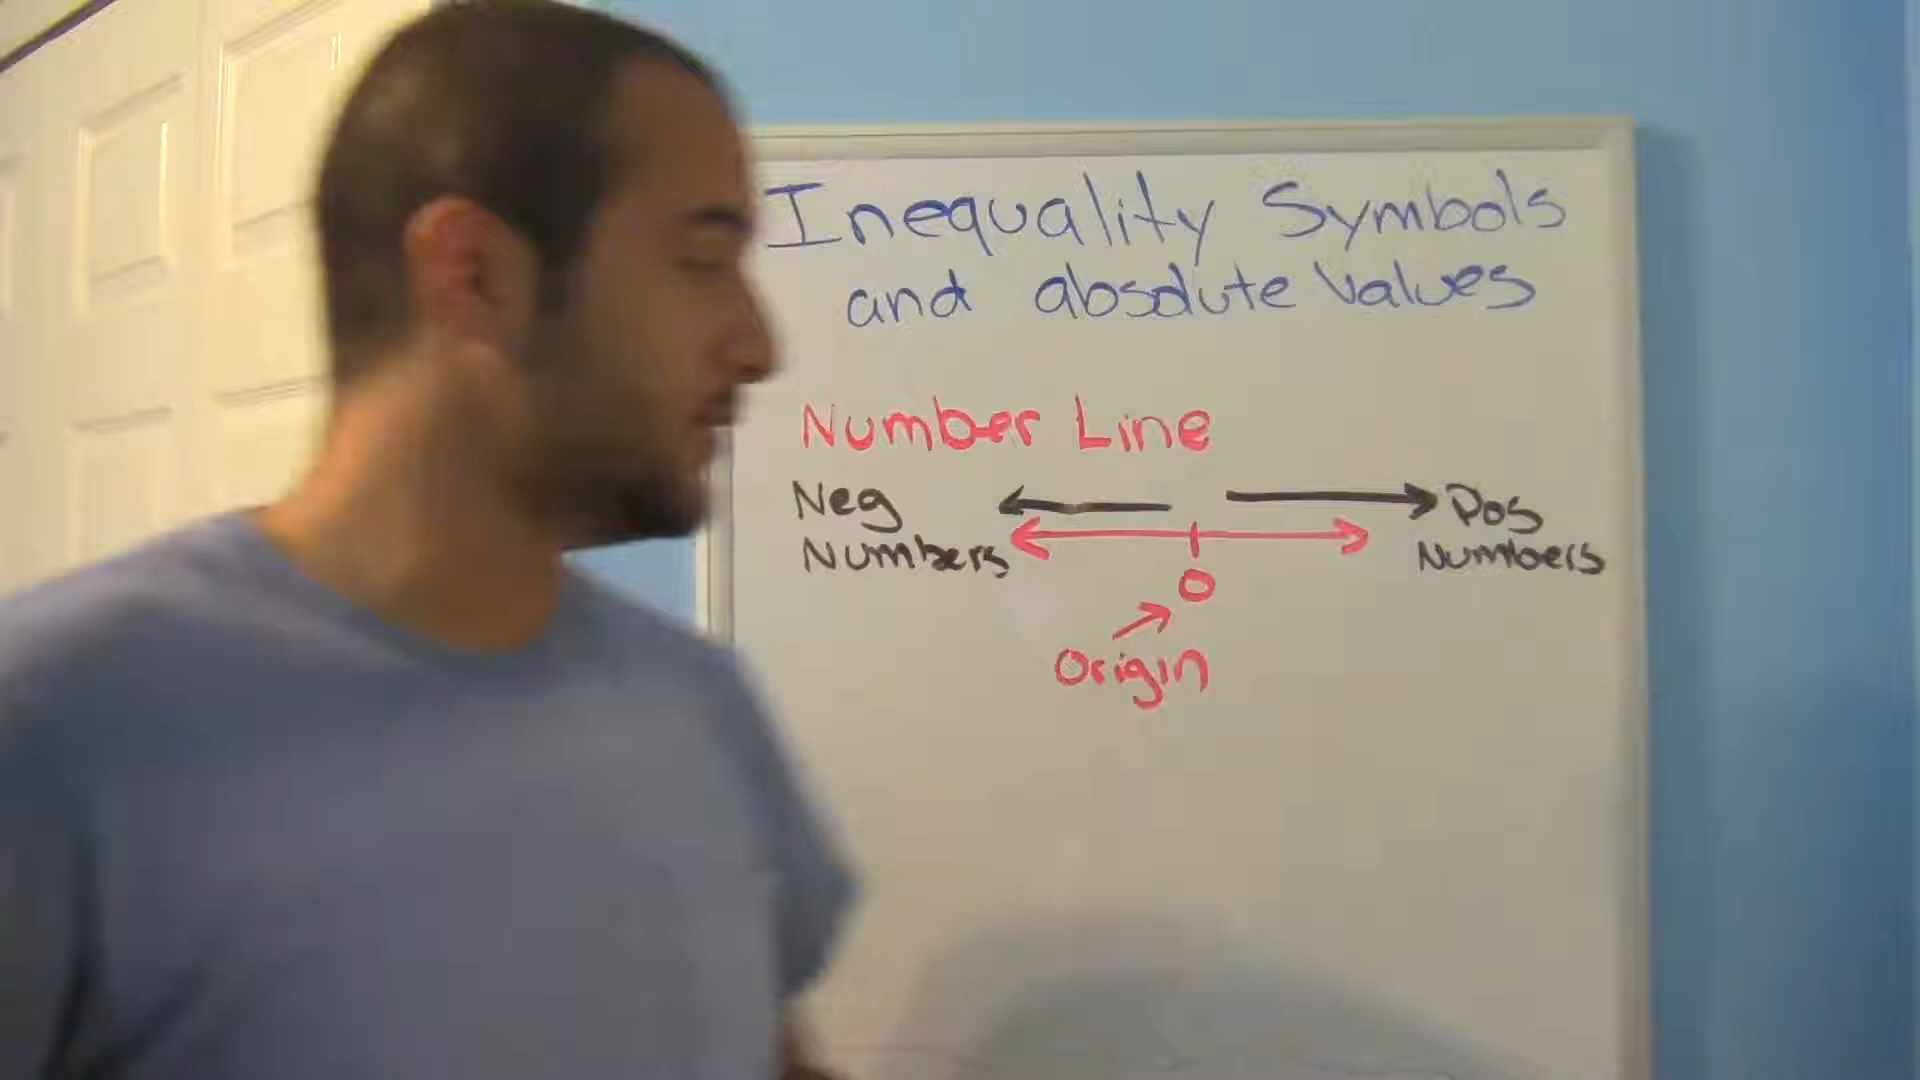 Inequality Symbols
and absolute Values
Number Line
Neg
Numbers
Pos
Numbers
0
Origin